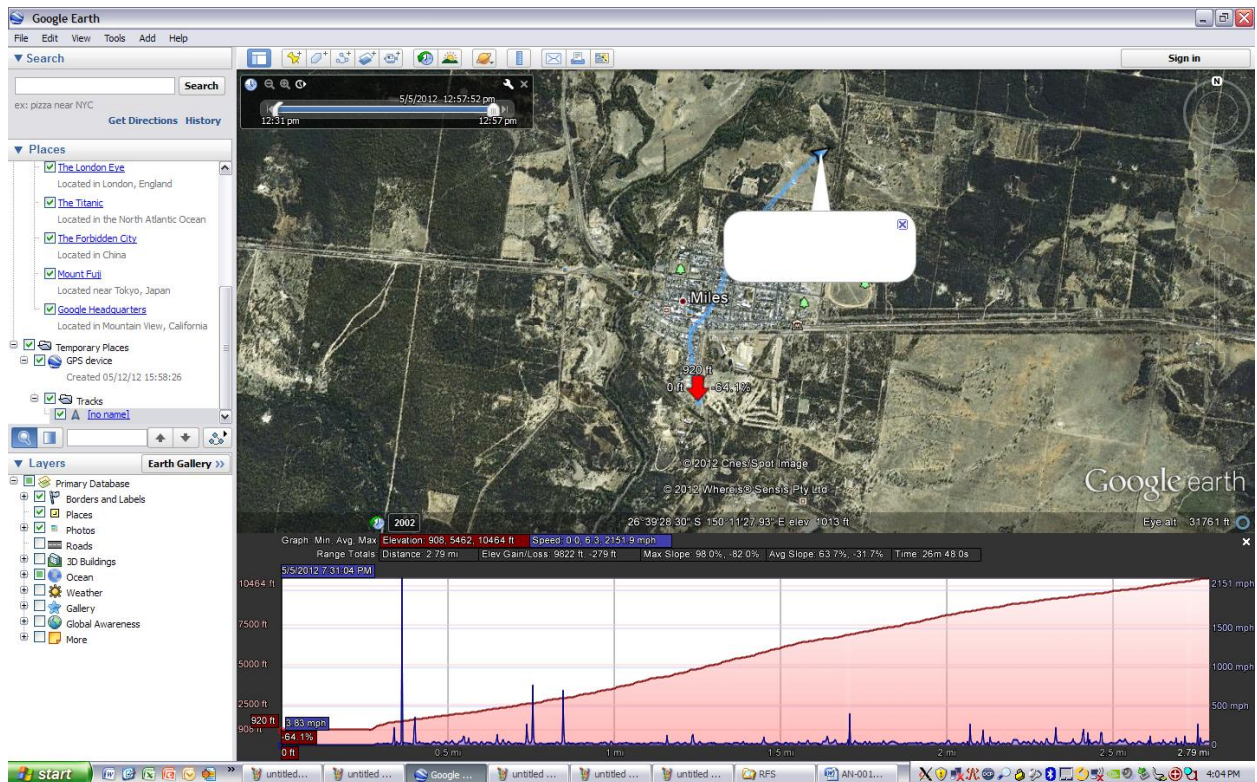 Google Earth
File Edit View Tools Add Help
Search
Search
ex: pizza near NYC
Get Directions History
Places
The London Eye
Located in London, England
The Titanic
Located in the North Atlantic Ocean
The Forbidden City
Located in China
Mount Fuji
Located near Tokyo, Japan
Google Headquarters
Located in Mountain View, California
Temporary Places
GPS device
Created 05/12/12 15:58:26
Tracks
[no name]
Layers
Earth Gallery >>
Primary Database
Borders and Labels
Places
Photos
Roads
3D Buildings
Ocean
Weather
Gallery
Global Awareness
More
Sign in
5/5/2012 12:57:52 pm
12:31 pm 12:57 pm
N
Miles
920 ft
0 ft -64.1%
© 2012 Cnes/Spot Image
© 2012 Whereis® Sensis Pty Ltd
Google earth
2002
26°39'28.30" S 150°11'27.93" E elev 1013 ft
Eye alt 31761 ft
Graph: Min, Avg, Max Elevation: 908, 5462, 10464 ft Speed: 0.0, 6.3, 2151.9 mph
Range Totals: Distance: 2.79 mi Elev Gain/Loss: 9822 ft, -279 ft Max Slope: 98.0%, -82.0% Avg Slope: 63.7%, -31.7% Time: 26m 48.0s
5/5/2012 7:31:04 PM
10464 ft
7500 ft
5000 ft
2500 ft
920 ft
908 ft
3.83 mph
-64.1%
2151 mph
1500 mph
1000 mph
500 mph
0 ft 0.5 mi 1 mi 1.5 mi 2 mi 2.5 mi 2.79 mi
start
untitled...
untitled ...
Google ...
untitled ...
untitled ...
untitled ...
RFS
AN-001...
4:04 PM